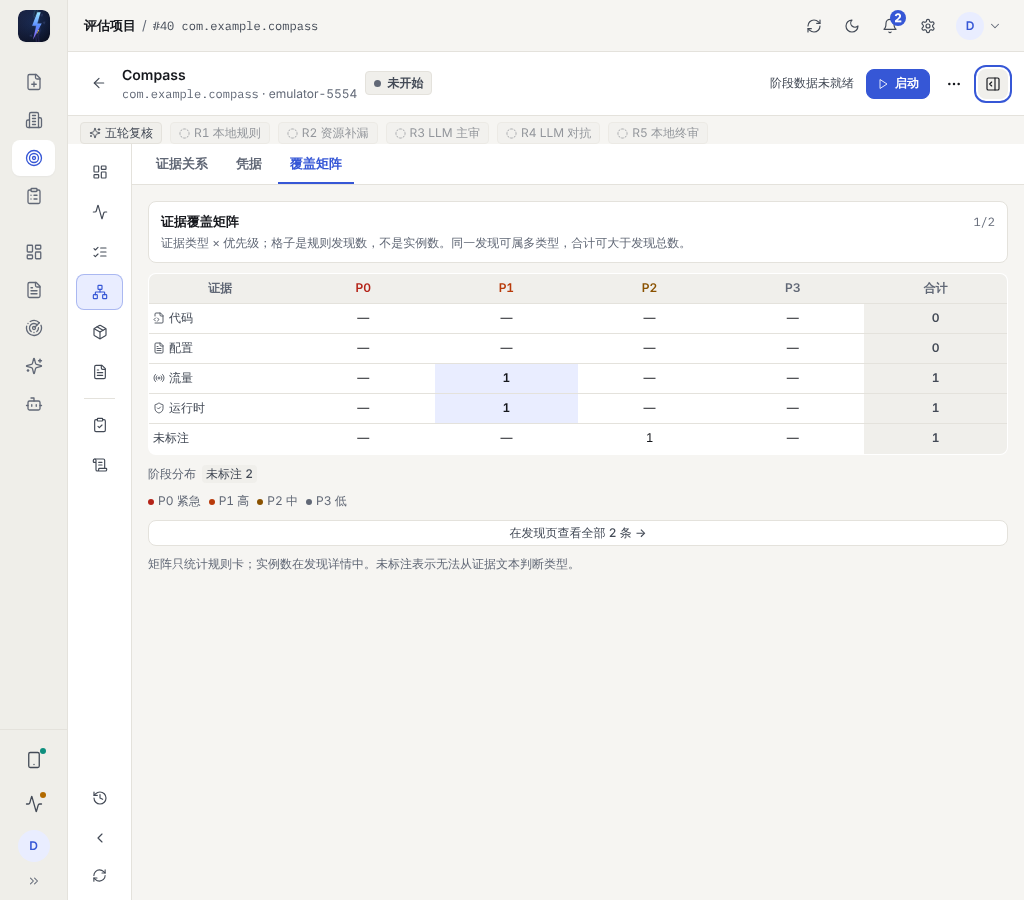 评估项目 / #40 com.example.compass
2
D
Compass
com.example.compass · emulator-5554
未开始
阶段数据未就绪
启动
五轮复核
R1 本地规则
R2 资源补漏
R3 LLM 主审
R4 LLM 对抗
R5 本地终审
证据关系
凭据
覆盖矩阵
证据覆盖矩阵
1/2
证据类型 × 优先级；格子是规则发现数，不是实例数。同一发现可属多类型，合计可大于发现总数。
证据 P0 P1 P2 P3 合计
代码 — — — — 0
配置 — — — — 0
流量 — 1 — — 1
运行时 — 1 — — 1
未标注 — — 1 — 1
阶段分布 未标注 2
P0 紧急 P1 高 P2 中 P3 低
在发现页查看全部 2 条 →
矩阵只统计规则卡；实例数在发现详情中。未标注表示无法从证据文本判断类型。
D